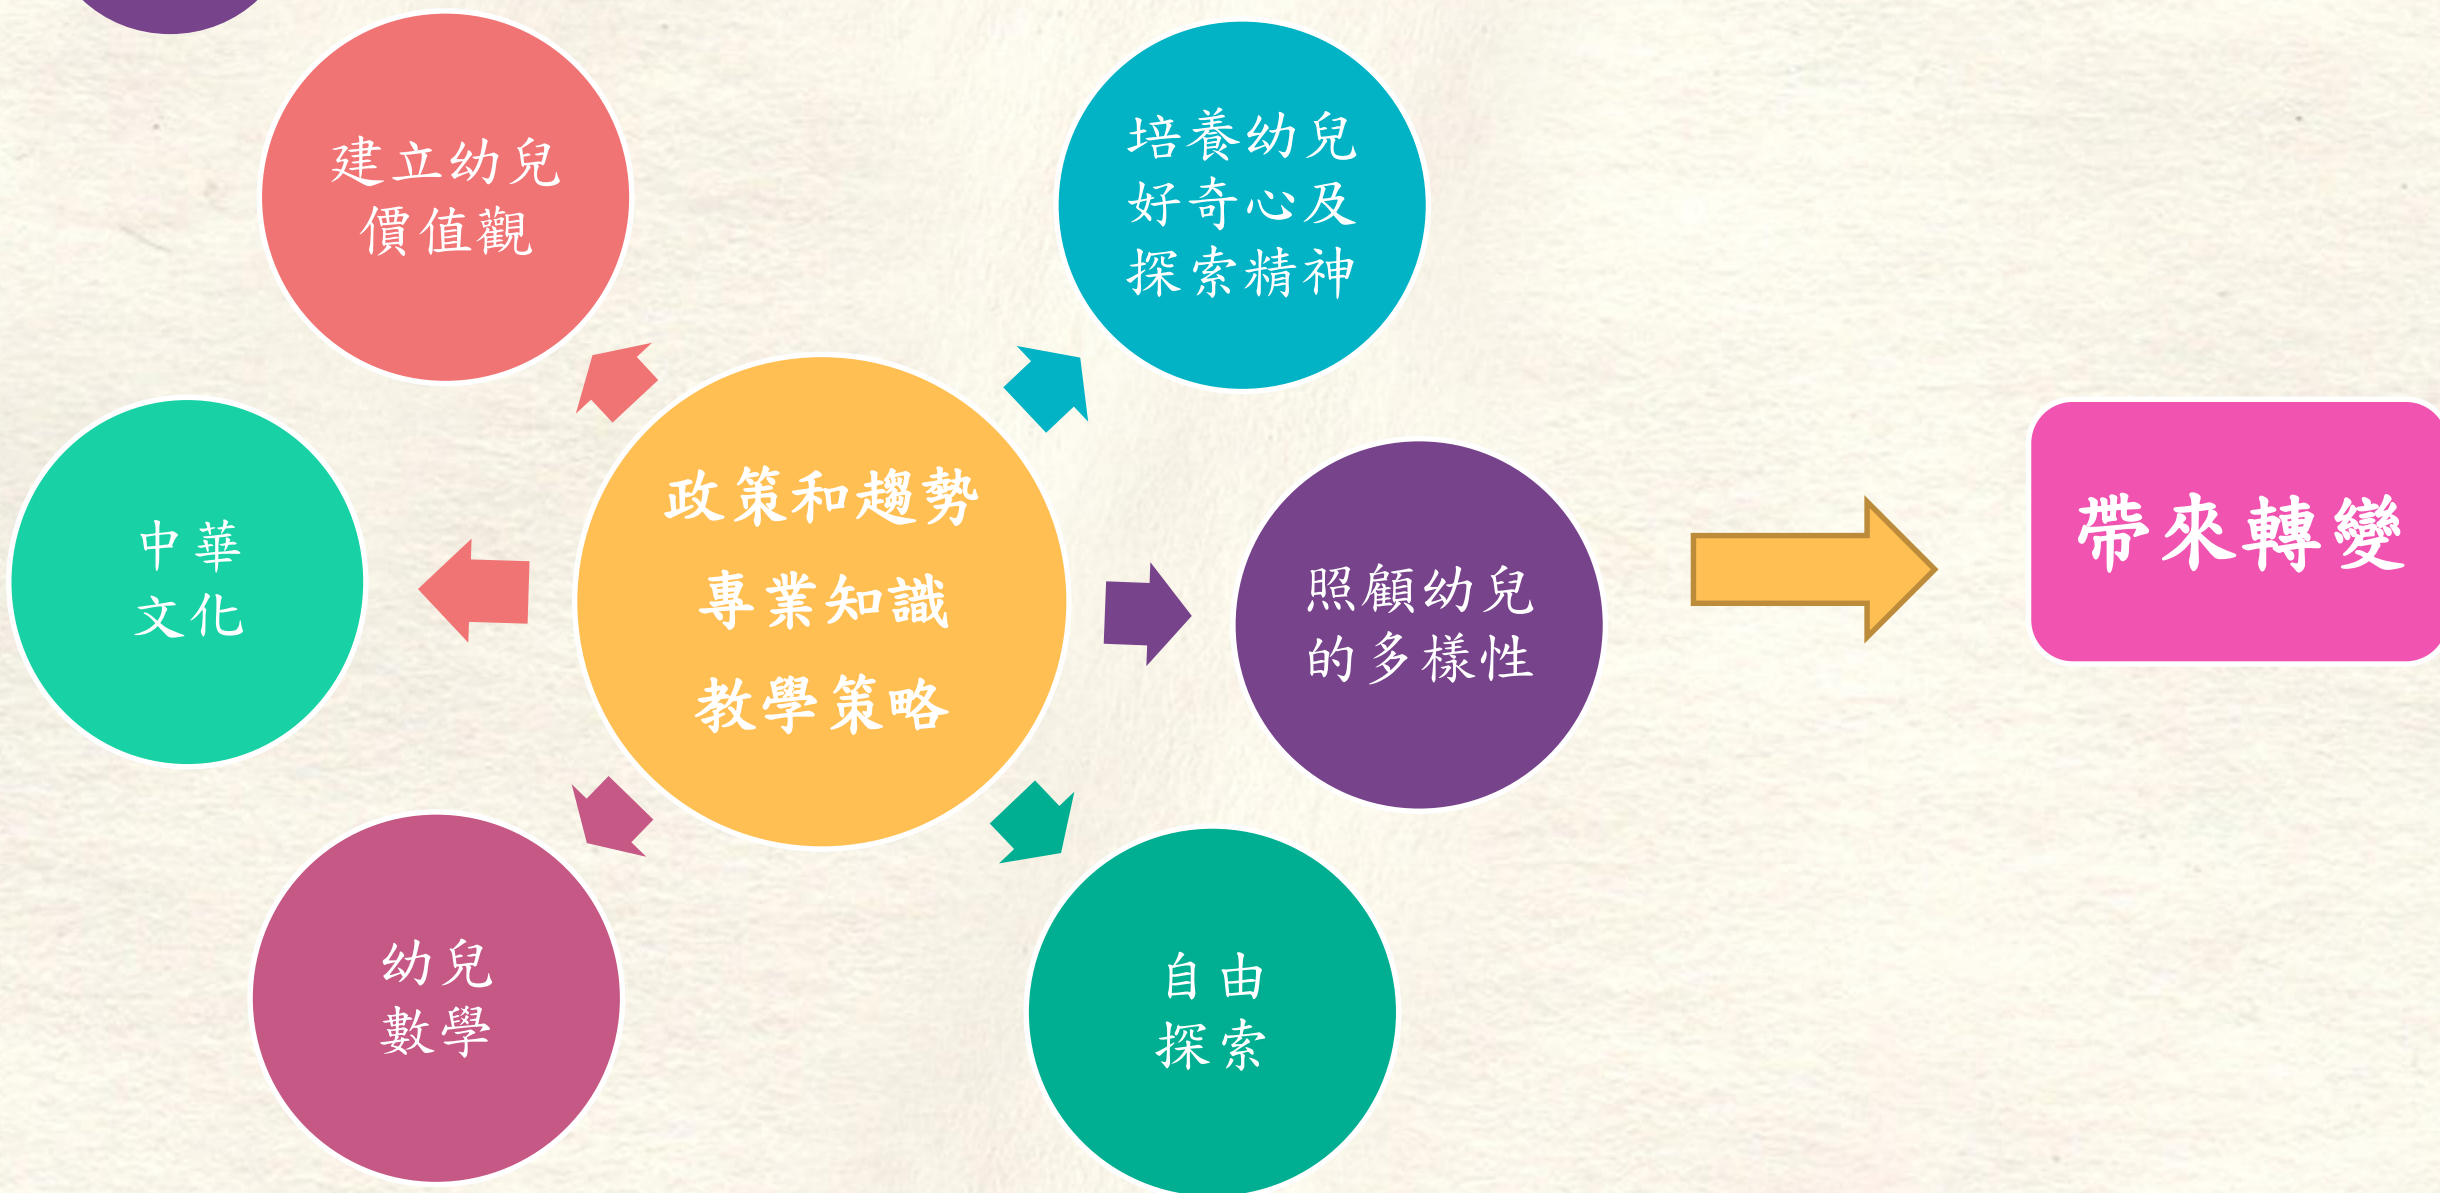 建立幼兒
價值觀
培養幼兒
好奇心及
探索精神
中華
文化
政策和趨勢
專業知識
教學策略
照顧幼兒
的多樣性
帶來轉變
幼兒
數學
自由
探索